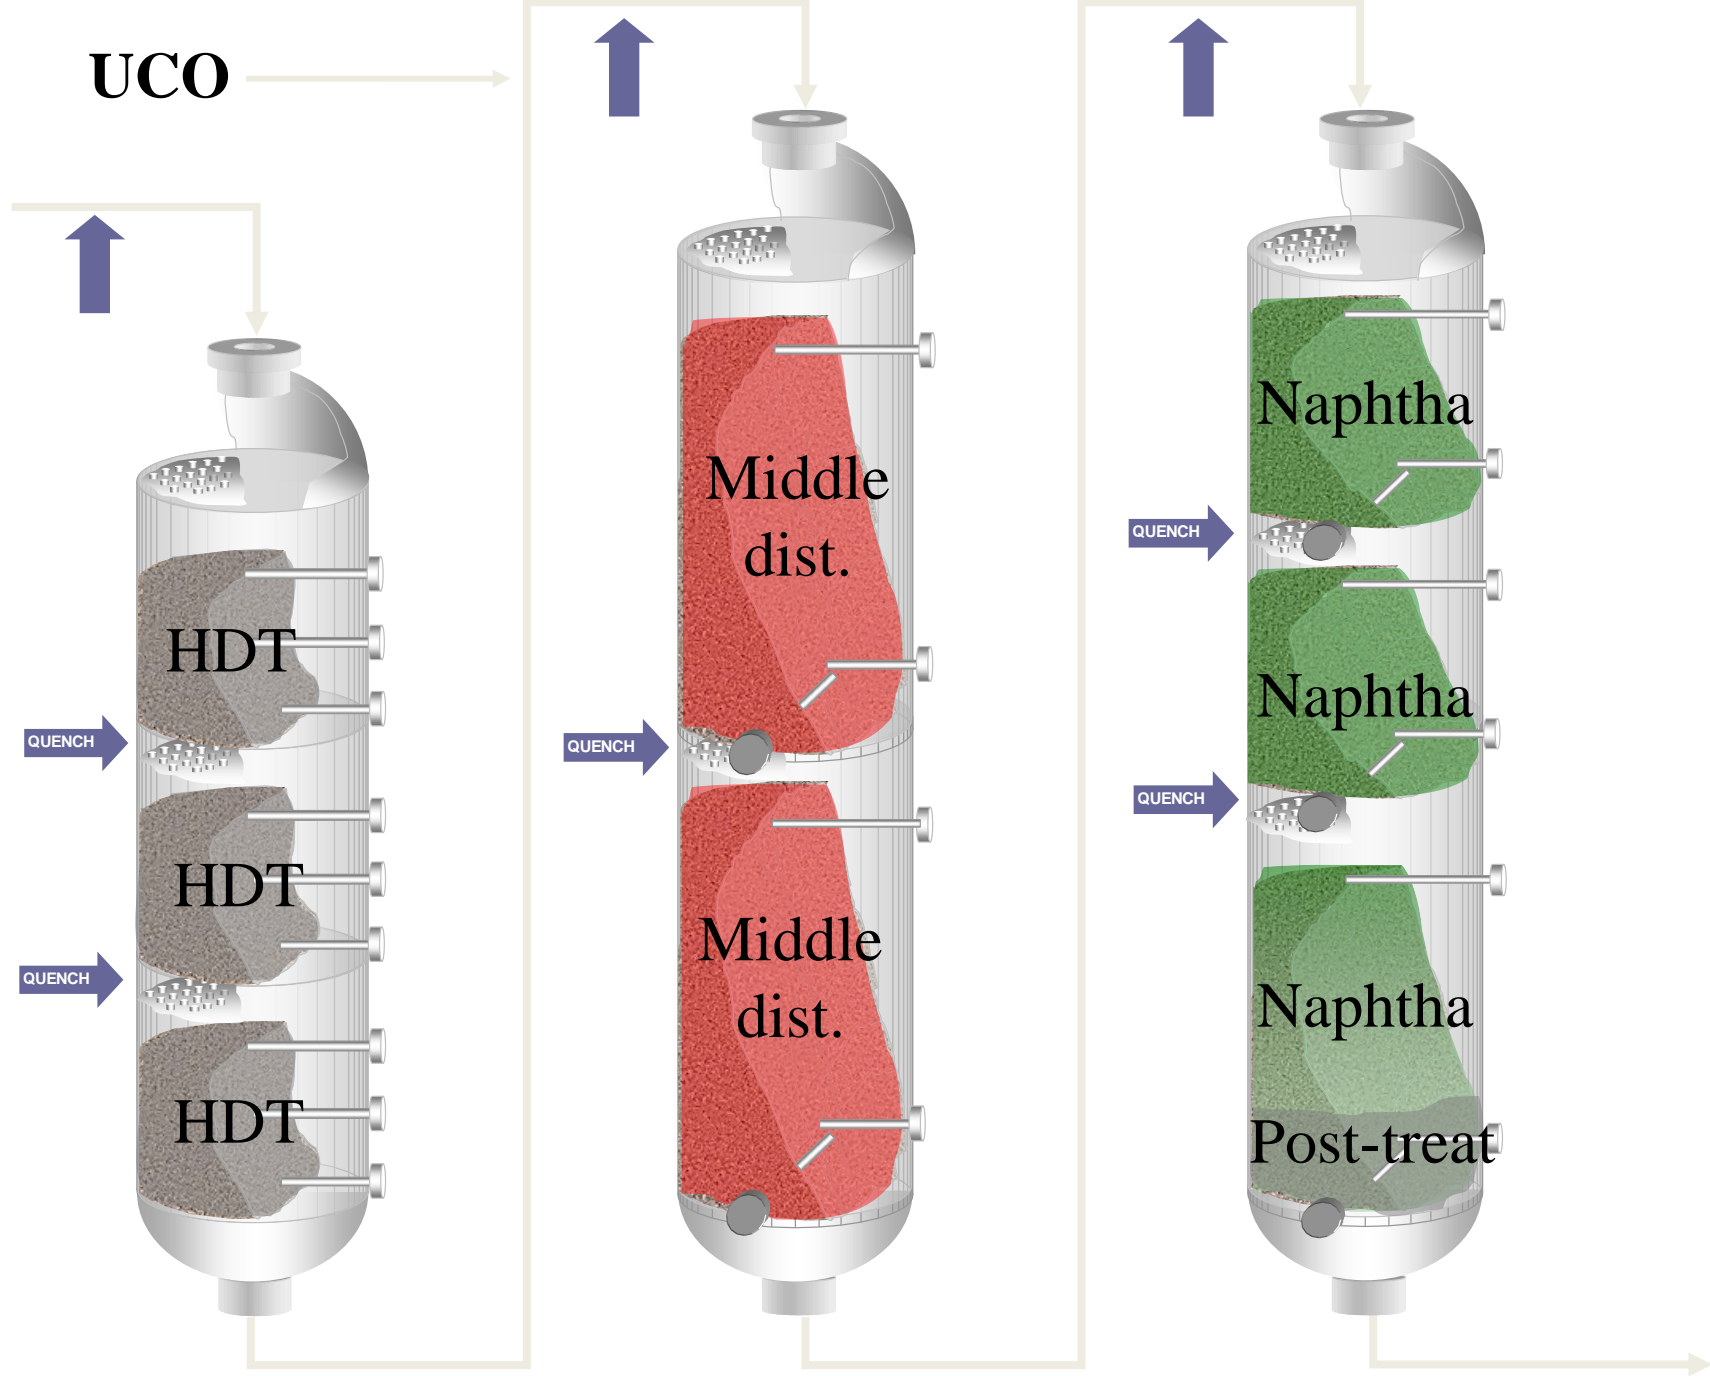 UCO
HDT
QUENCH
HDT
QUENCH
HDT
Middle
dist.
QUENCH
Middle
dist.
Naphtha
QUENCH
Naphtha
QUENCH
Naphtha
Post-treat